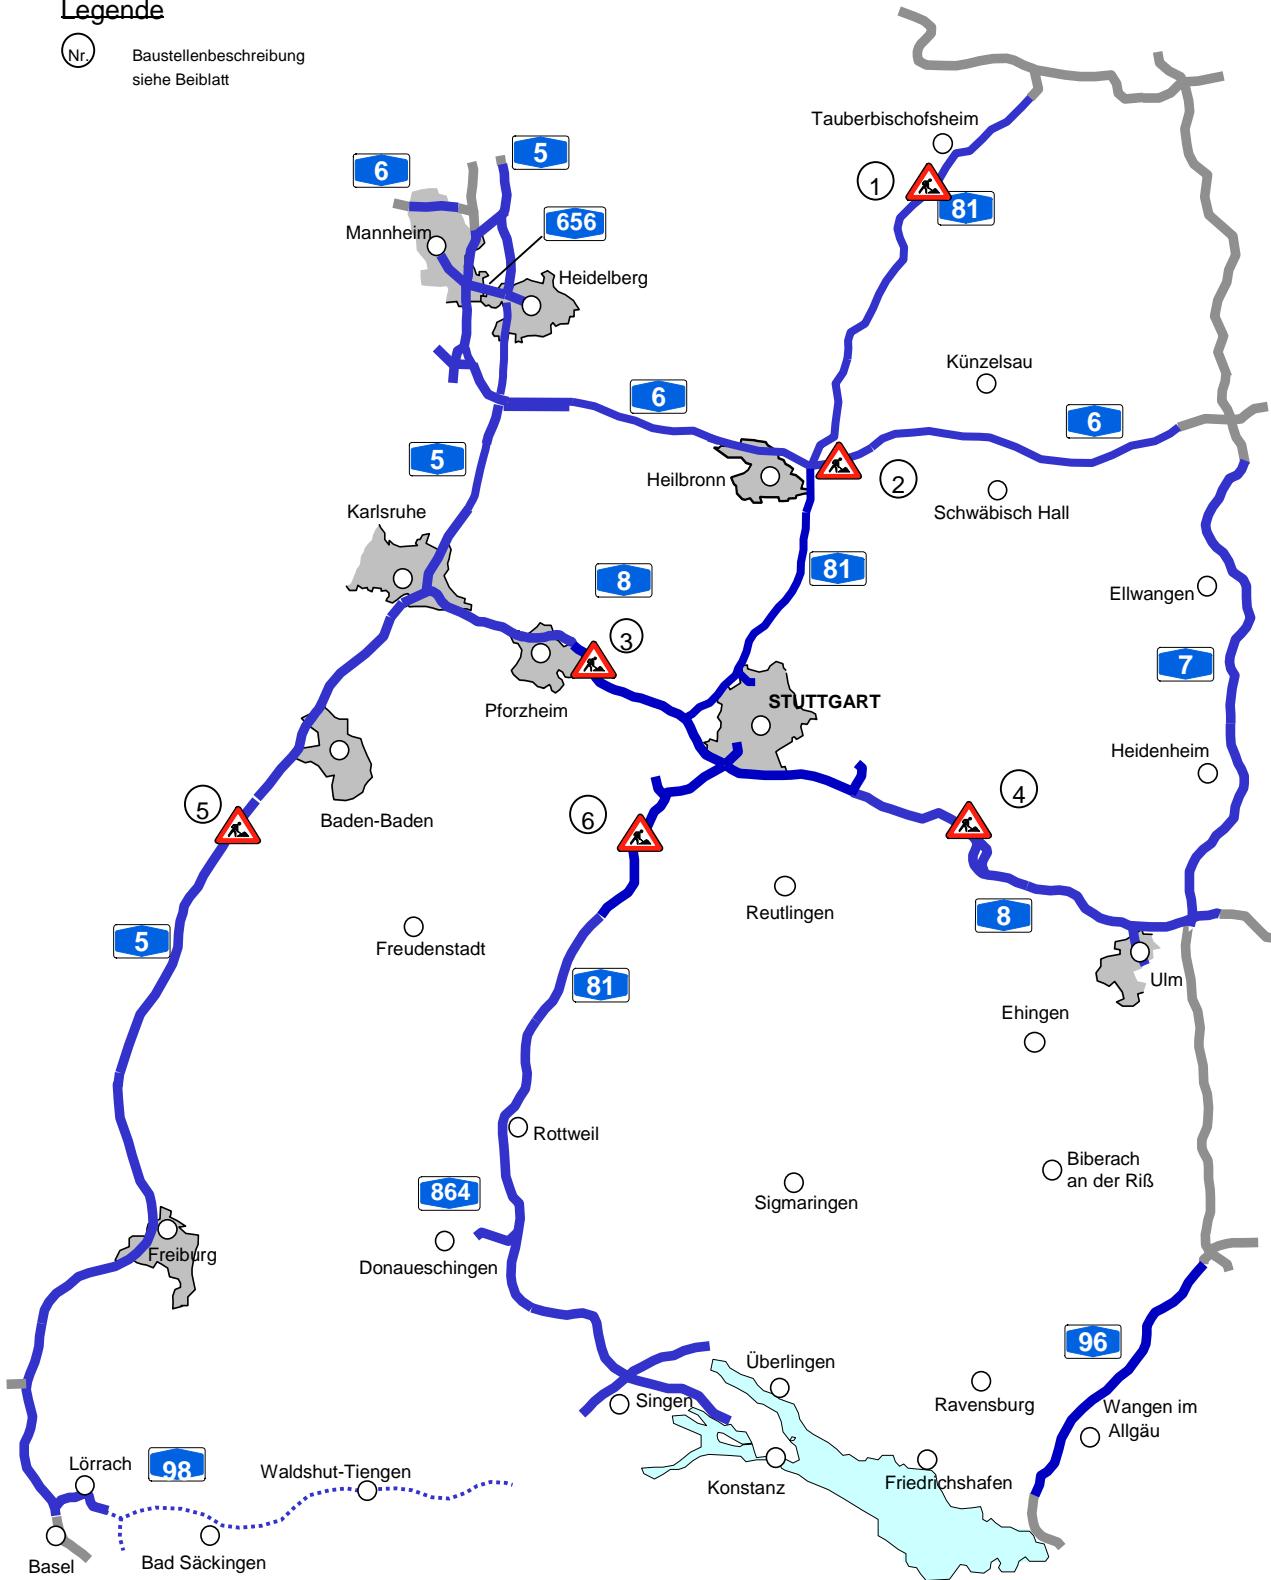 Legende
Nr.
Baustellenbeschreibung
siehe Beiblatt
Tauberbischofsheim
5
6
1
81
656
Mannheim
Heidelberg
Künzelsau
6
6
5
Heilbronn
2
Schwäbisch Hall
Karlsruhe
81
8
Ellwangen
3
7
STUTTGART
Pforzheim
Heidenheim
4
5
6
Baden-Baden
Reutlingen
8
Freudenstadt
5
81
Ulm
Ehingen
Rottweil
Biberach
an der Riß
864
Sigmaringen
Freiburg
Donaueschingen
96
Überlingen
Singen
Ravensburg
Wangen im
Allgäu
Lörrach
98
Waldshut-Tiengen
Konstanz
Friedrichshafen
Basel
Bad Säckingen